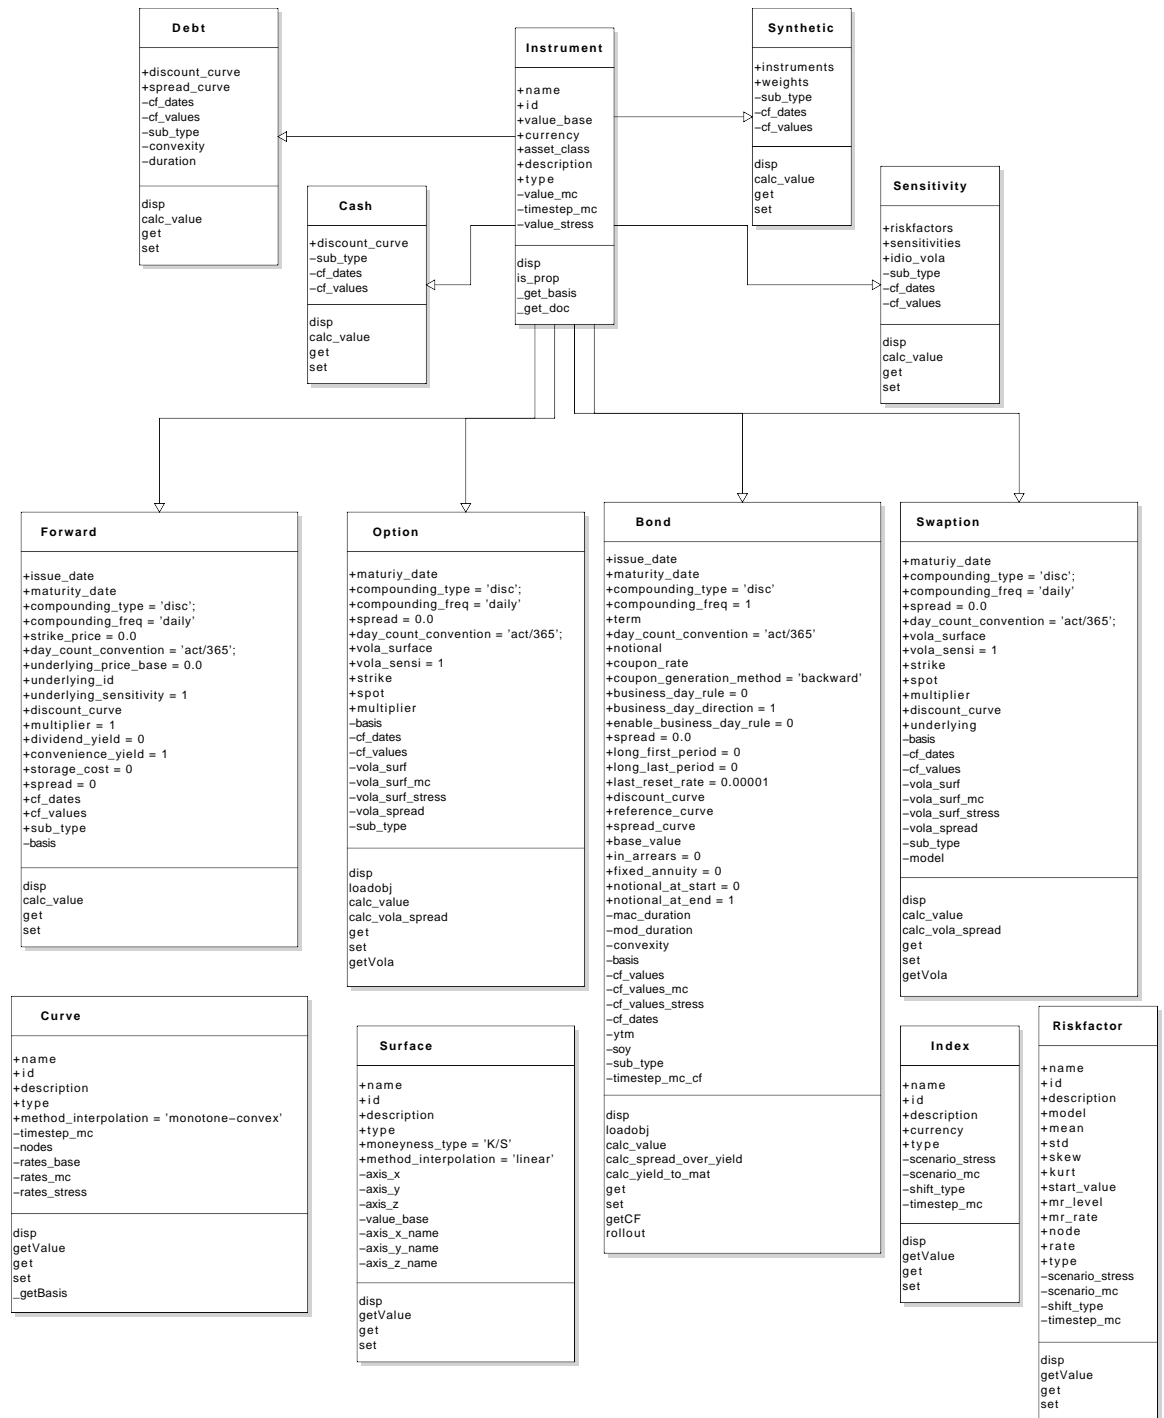 Debt
+discount_curve
+spread_curve
–cf_dates
–cf_values
–sub_type
–convexity
–duration
disp
calc_value
get
set
Instrument
+name
+id
+value_base
+currency
+asset_class
+description
+type
–value_mc
–timestep_mc
–value_stress
disp
is_prop
_get_basis
_get_doc
Synthetic
+instruments
+weights
–sub_type
–cf_dates
–cf_values
disp
calc_value
get
set
Cash
+discount_curve
–sub_type
–cf_dates
–cf_values
disp
calc_value
get
set
Sensitivity
+riskfactors
+sensitivities
+idio_vola
–sub_type
–cf_dates
–cf_values
disp
calc_value
get
set
Forward
+issue_date
+maturity_date
+compounding_type = 'disc';
+compounding_freq = 'daily'
+strike_price = 0.0
+day_count_convention = 'act/365';
+underlying_price_base = 0.0
+underlying_id
+underlying_sensitivity = 1
+discount_curve
+multiplier = 1
+dividend_yield = 0
+convenience_yield = 1
+storage_cost = 0
+spread = 0
+cf_dates
+cf_values
+sub_type
–basis
disp
calc_value
get
set
Option
+maturiy_date
+compounding_type = 'disc';
+compounding_freq = 'daily'
+spread = 0.0
+day_count_convention = 'act/365';
+vola_surface
+vola_sensi = 1
+strike
+spot
+multiplier
–basis
–cf_dates
–cf_values
–vola_surf
–vola_surf_mc
–vola_surf_stress
–vola_spread
–sub_type
disp
loadobj
calc_value
calc_vola_spread
get
set
getVola
Bond
+issue_date
+maturity_date
+compounding_type = 'disc'
+compounding_freq = 1
+term
+day_count_convention = 'act/365'
+notional
+coupon_rate
+coupon_generation_method = 'backward'
+business_day_rule = 0
+business_day_direction = 1
+enable_business_day_rule = 0
+spread = 0.0
+long_first_period = 0
+long_last_period = 0
+last_reset_rate = 0.00001
+discount_curve
+reference_curve
+spread_curve
+base_value
+in_arrears = 0
+fixed_annuity = 0
+notional_at_start = 0
+notional_at_end = 1
–mac_duration
–mod_duration
–convexity
–basis
–cf_values
–cf_values_mc
–cf_values_stress
–cf_dates
–ytm
–soy
–sub_type
–timestep_mc_cf
disp
loadobj
calc_value
calc_spread_over_yield
calc_yield_to_mat
get
set
getCF
rollout
Swaption
+maturiy_date
+compounding_type = 'disc';
+compounding_freq = 'daily'
+spread = 0.0
+day_count_convention = 'act/365';
+vola_surface
+vola_sensi = 1
+strike
+spot
+multiplier
+discount_curve
+underlying
–basis
–cf_dates
–cf_values
–vola_surf
–vola_surf_mc
–vola_surf_stress
–vola_spread
–sub_type
–model
disp
calc_value
calc_vola_spread
get
set
getVola
Curve
+name
+id
+description
+type
+method_interpolation = 'monotone–convex'
–timestep_mc
–nodes
–rates_base
–rates_mc
–rates_stress
disp
getValue
get
set
_getBasis
Surface
+name
+id
+description
+type
+moneyness_type = 'K/S'
+method_interpolation = 'linear'
–axis_x
–axis_y
–axis_z
–value_base
–axis_x_name
–axis_y_name
–axis_z_name
disp
getValue
get
set
Index
+name
+id
+description
+currency
+type
–scenario_stress
–scenario_mc
–shift_type
–timestep_mc
disp
getValue
get
set
Riskfactor
+name
+id
+description
+model
+mean
+std
+skew
+kurt
+start_value
+mr_level
+mr_rate
+node
+rate
+type
–scenario_stress
–scenario_mc
–shift_type
–timestep_mc
disp
getValue
get
set